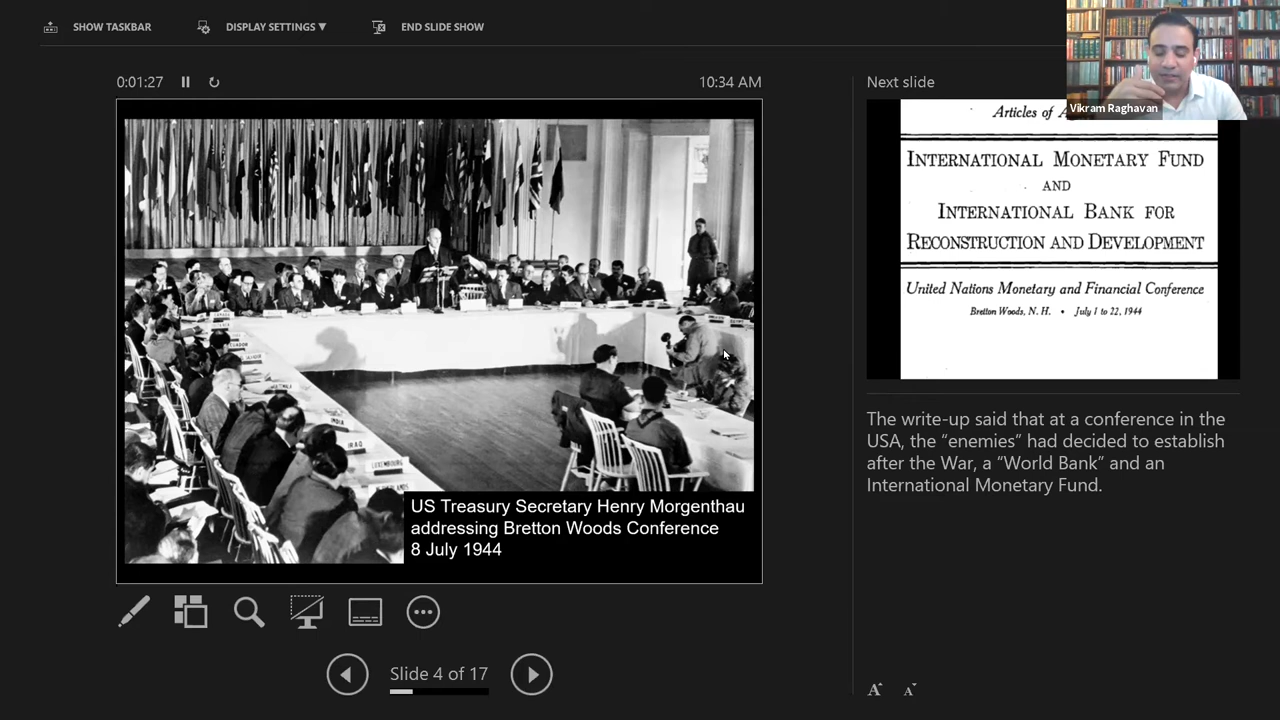 SHOW TASKBAR
DISPLAY SETTINGS ▼
END SLIDE SHOW
0:01:27
10:34 AM
Next slide
Vikram Raghavan
Articles of
INTERNATIONAL MONETARY FUND
AND
INTERNATIONAL BANK FOR
RECONSTRUCTION AND DEVELOPMENT
United Nations Monetary and Financial Conference
Bretton Woods, N. H. • July 1 to 22, 1944
INDIA
IRAQ
LUXEMBOURG
US Treasury Secretary Henry Morgenthau
addressing Bretton Woods Conference
8 July 1944
The write-up said that at a conference in the
USA, the “enemies” had decided to establish
after the War, a “World Bank” and an
International Monetary Fund.
Slide 4 of 17
A A